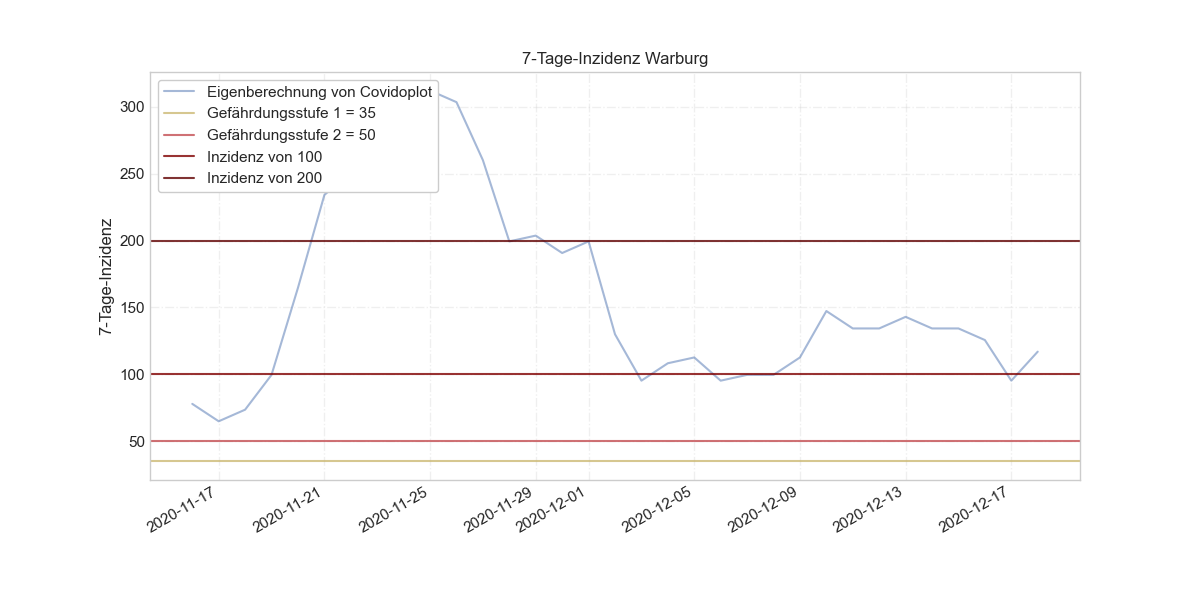 7-Tage-Inzidenz Warburg
Eigenberechnung von Covidoplot
Gefährdungsstufe 1 = 35
Gefährdungsstufe 2 = 50
Inzidenz von 100
Inzidenz von 200
7-Tage-Inzidenz
300
250
200
150
100
50
2020-11-17
2020-11-21
2020-11-25
2020-11-29
2020-12-01
2020-12-05
2020-12-09
2020-12-13
2020-12-17